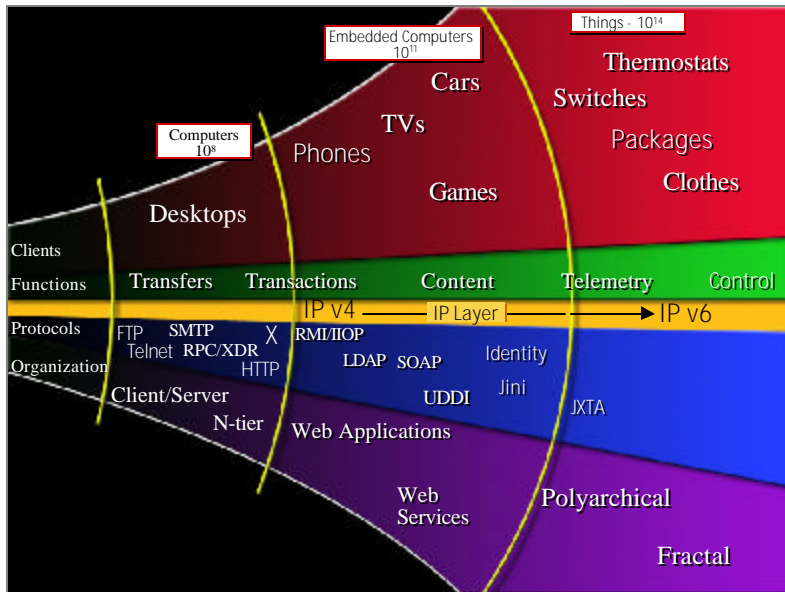 Things - 10¹⁴
Embedded Computers
10¹¹
Thermostats
Cars
Switches
TVs
Computers
10⁸
Phones
Packages
Clothes
Games
Desktops
Clients
Functions
Transfers
Transactions
Content
Telemetry
Control
IP v4
IP Layer
IP v6
Protocols
FTP
SMTP
X
RMI/IIOP
Telnet
RPC/XDR
HTTP
LDAP
SOAP
Identity
Organization
Jini
UDDI
JXTA
Client/Server
N-tier
Web Applications
Web
Services
Polyarchical
Fractal